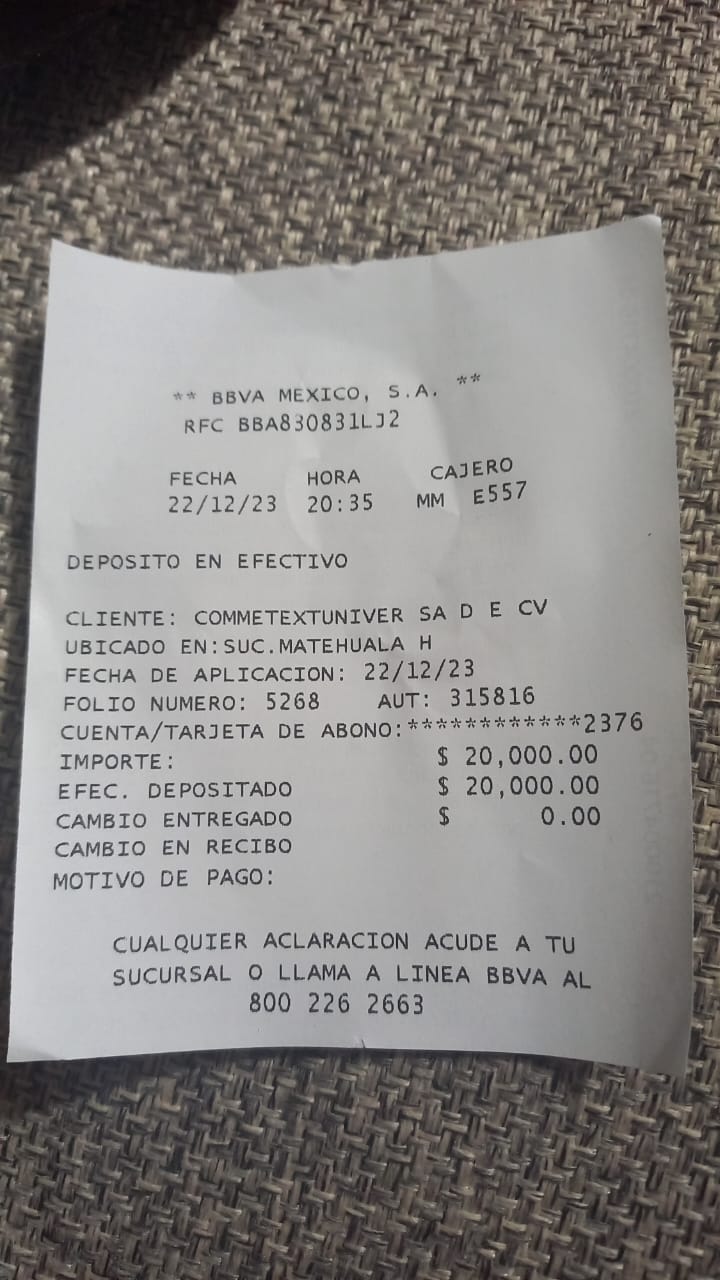 ** BBVA MEXICO, S.A. **
RFC BBA830831LJ2
FECHA HORA CAJERO
22/12/23 20:35 MM E557
DEPOSITO EN EFECTIVO
CLIENTE: COMMETEXTUNIVER SA D E CV
UBICADO EN:SUC.MATEHUALA H
FECHA DE APLICACION: 22/12/23
FOLIO NUMERO: 5268 AUT: 315816
CUENTA/TARJETA DE ABONO:************2376
IMPORTE: $ 20,000.00
EFEC. DEPOSITADO $ 20,000.00
CAMBIO ENTREGADO $ 0.00
CAMBIO EN RECIBO
MOTIVO DE PAGO:
CUALQUIER ACLARACION ACUDE A TU
SUCURSAL O LLAMA A LINEA BBVA AL
800 226 2663